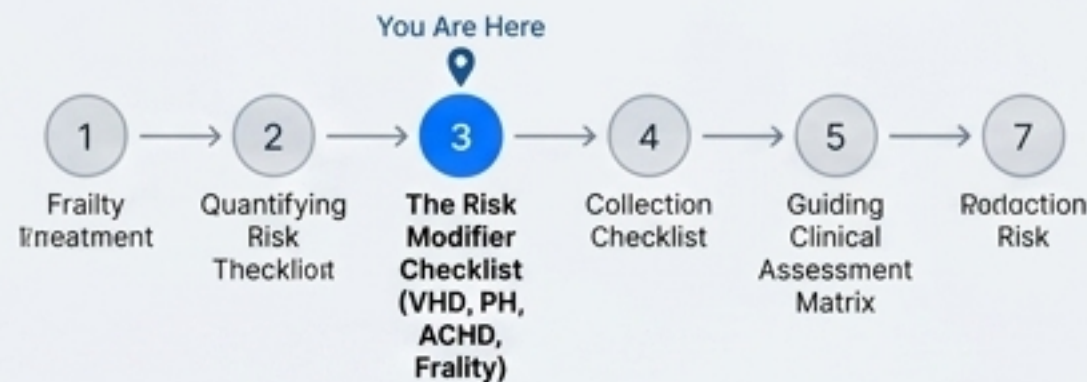 You Are Here
1
2
3
4
5
7
Frailty
Quantifying
Risk
The Risk
Modifier
Checklist
(VHD, PH,
ACHD,
Frality)
Collection
Checklist
Guiding
Clinical
Assessment
Matrix
Risk